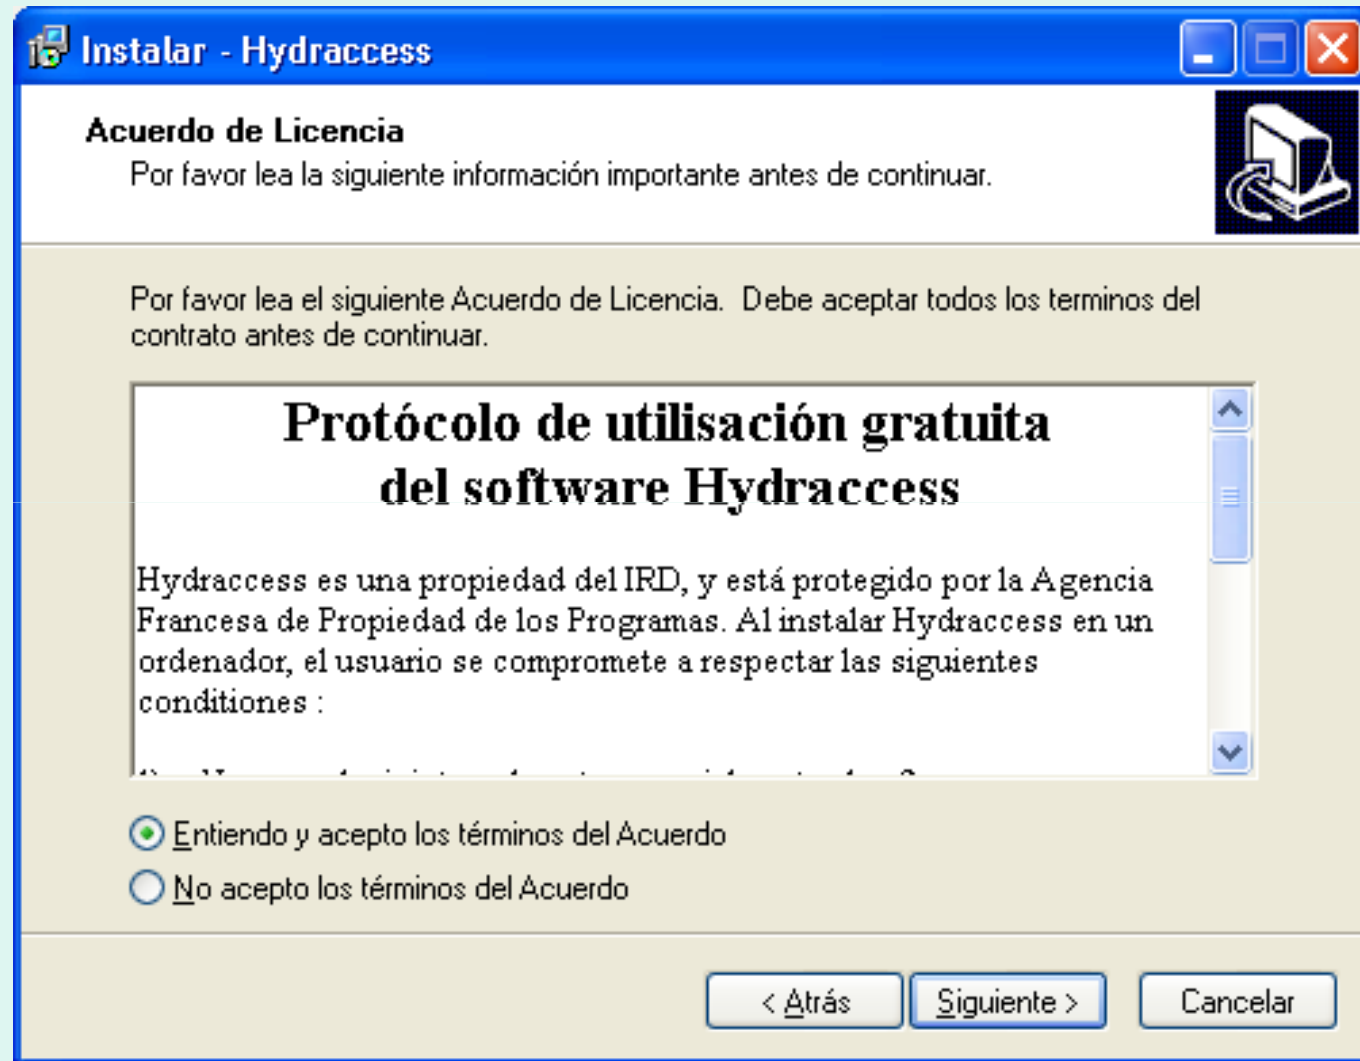 Instalar - Hydraccess
Acuerdo de Licencia
Por favor lea la siguiente información importante antes de continuar.
Por favor lea el siguiente Acuerdo de Licencia. Debe aceptar todos los terminos del
contrato antes de continuar.
Protócolo de utilisación gratuita
del software Hydraccess
Hydraccess es una propiedad del IRD, y está protegido por la Agencia
Francesa de Propiedad de los Programas. Al instalar Hydraccess en un
ordenador, el usuario se compromete a respectar las siguientes
conditiones :
Entiendo y acepto los términos del Acuerdo
No acepto los términos del Acuerdo
< Atrás
Siguiente >
Cancelar